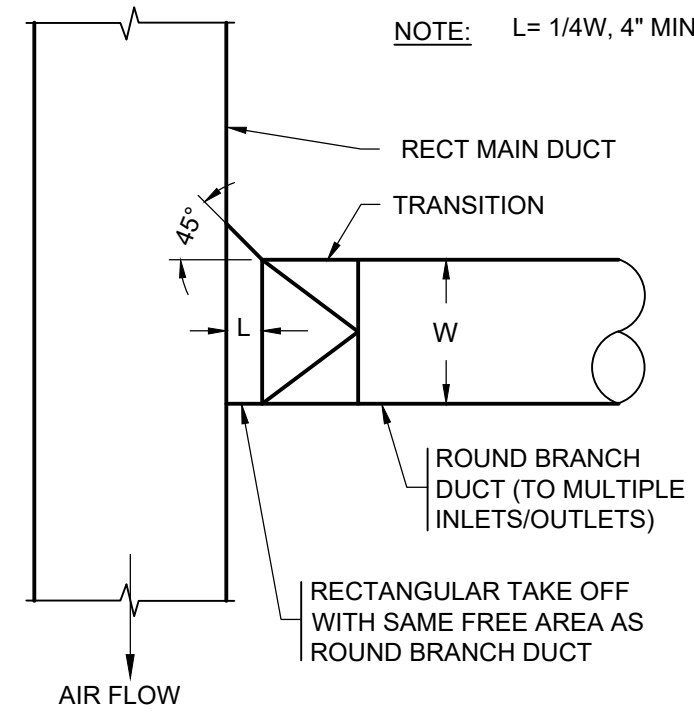 NOTE: L= 1/4W, 4" MIN
RECT MAIN DUCT
TRANSITION
45°
L
W
ROUND BRANCH
DUCT (TO MULTIPLE
INLETS/OUTLETS)
RECTANGULAR TAKE OFF
WITH SAME FREE AREA AS
ROUND BRANCH DUCT
AIR FLOW